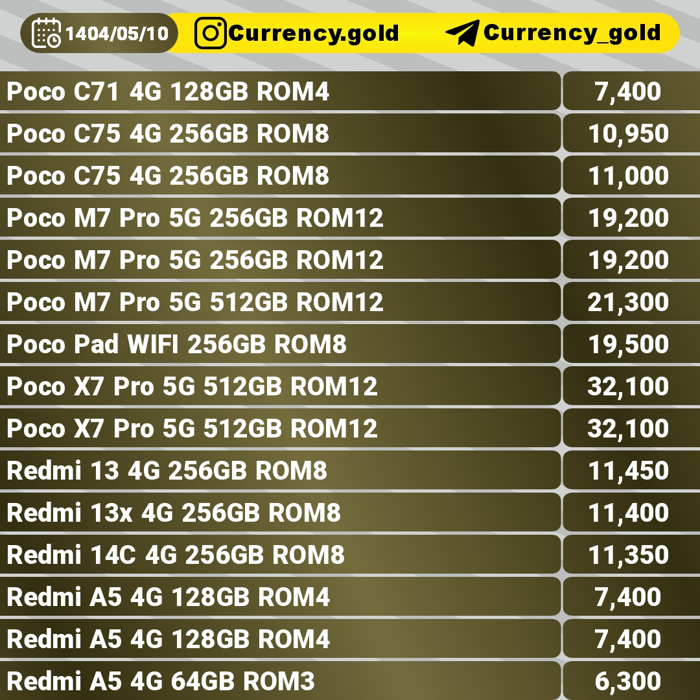 1404/05/10 Currency.gold Currency_gold
Poco C71 4G 128GB ROM4 7,400
Poco C75 4G 256GB ROM8 10,950
Poco C75 4G 256GB ROM8 11,000
Poco M7 Pro 5G 256GB ROM12 19,200
Poco M7 Pro 5G 256GB ROM12 19,200
Poco M7 Pro 5G 512GB ROM12 21,300
Poco Pad WIFI 256GB ROM8 19,500
Poco X7 Pro 5G 512GB ROM12 32,100
Poco X7 Pro 5G 512GB ROM12 32,100
Redmi 13 4G 256GB ROM8 11,450
Redmi 13x 4G 256GB ROM8 11,400
Redmi 14C 4G 256GB ROM8 11,350
Redmi A5 4G 128GB ROM4 7,400
Redmi A5 4G 128GB ROM4 7,400
Redmi A5 4G 64GB ROM3 6,300